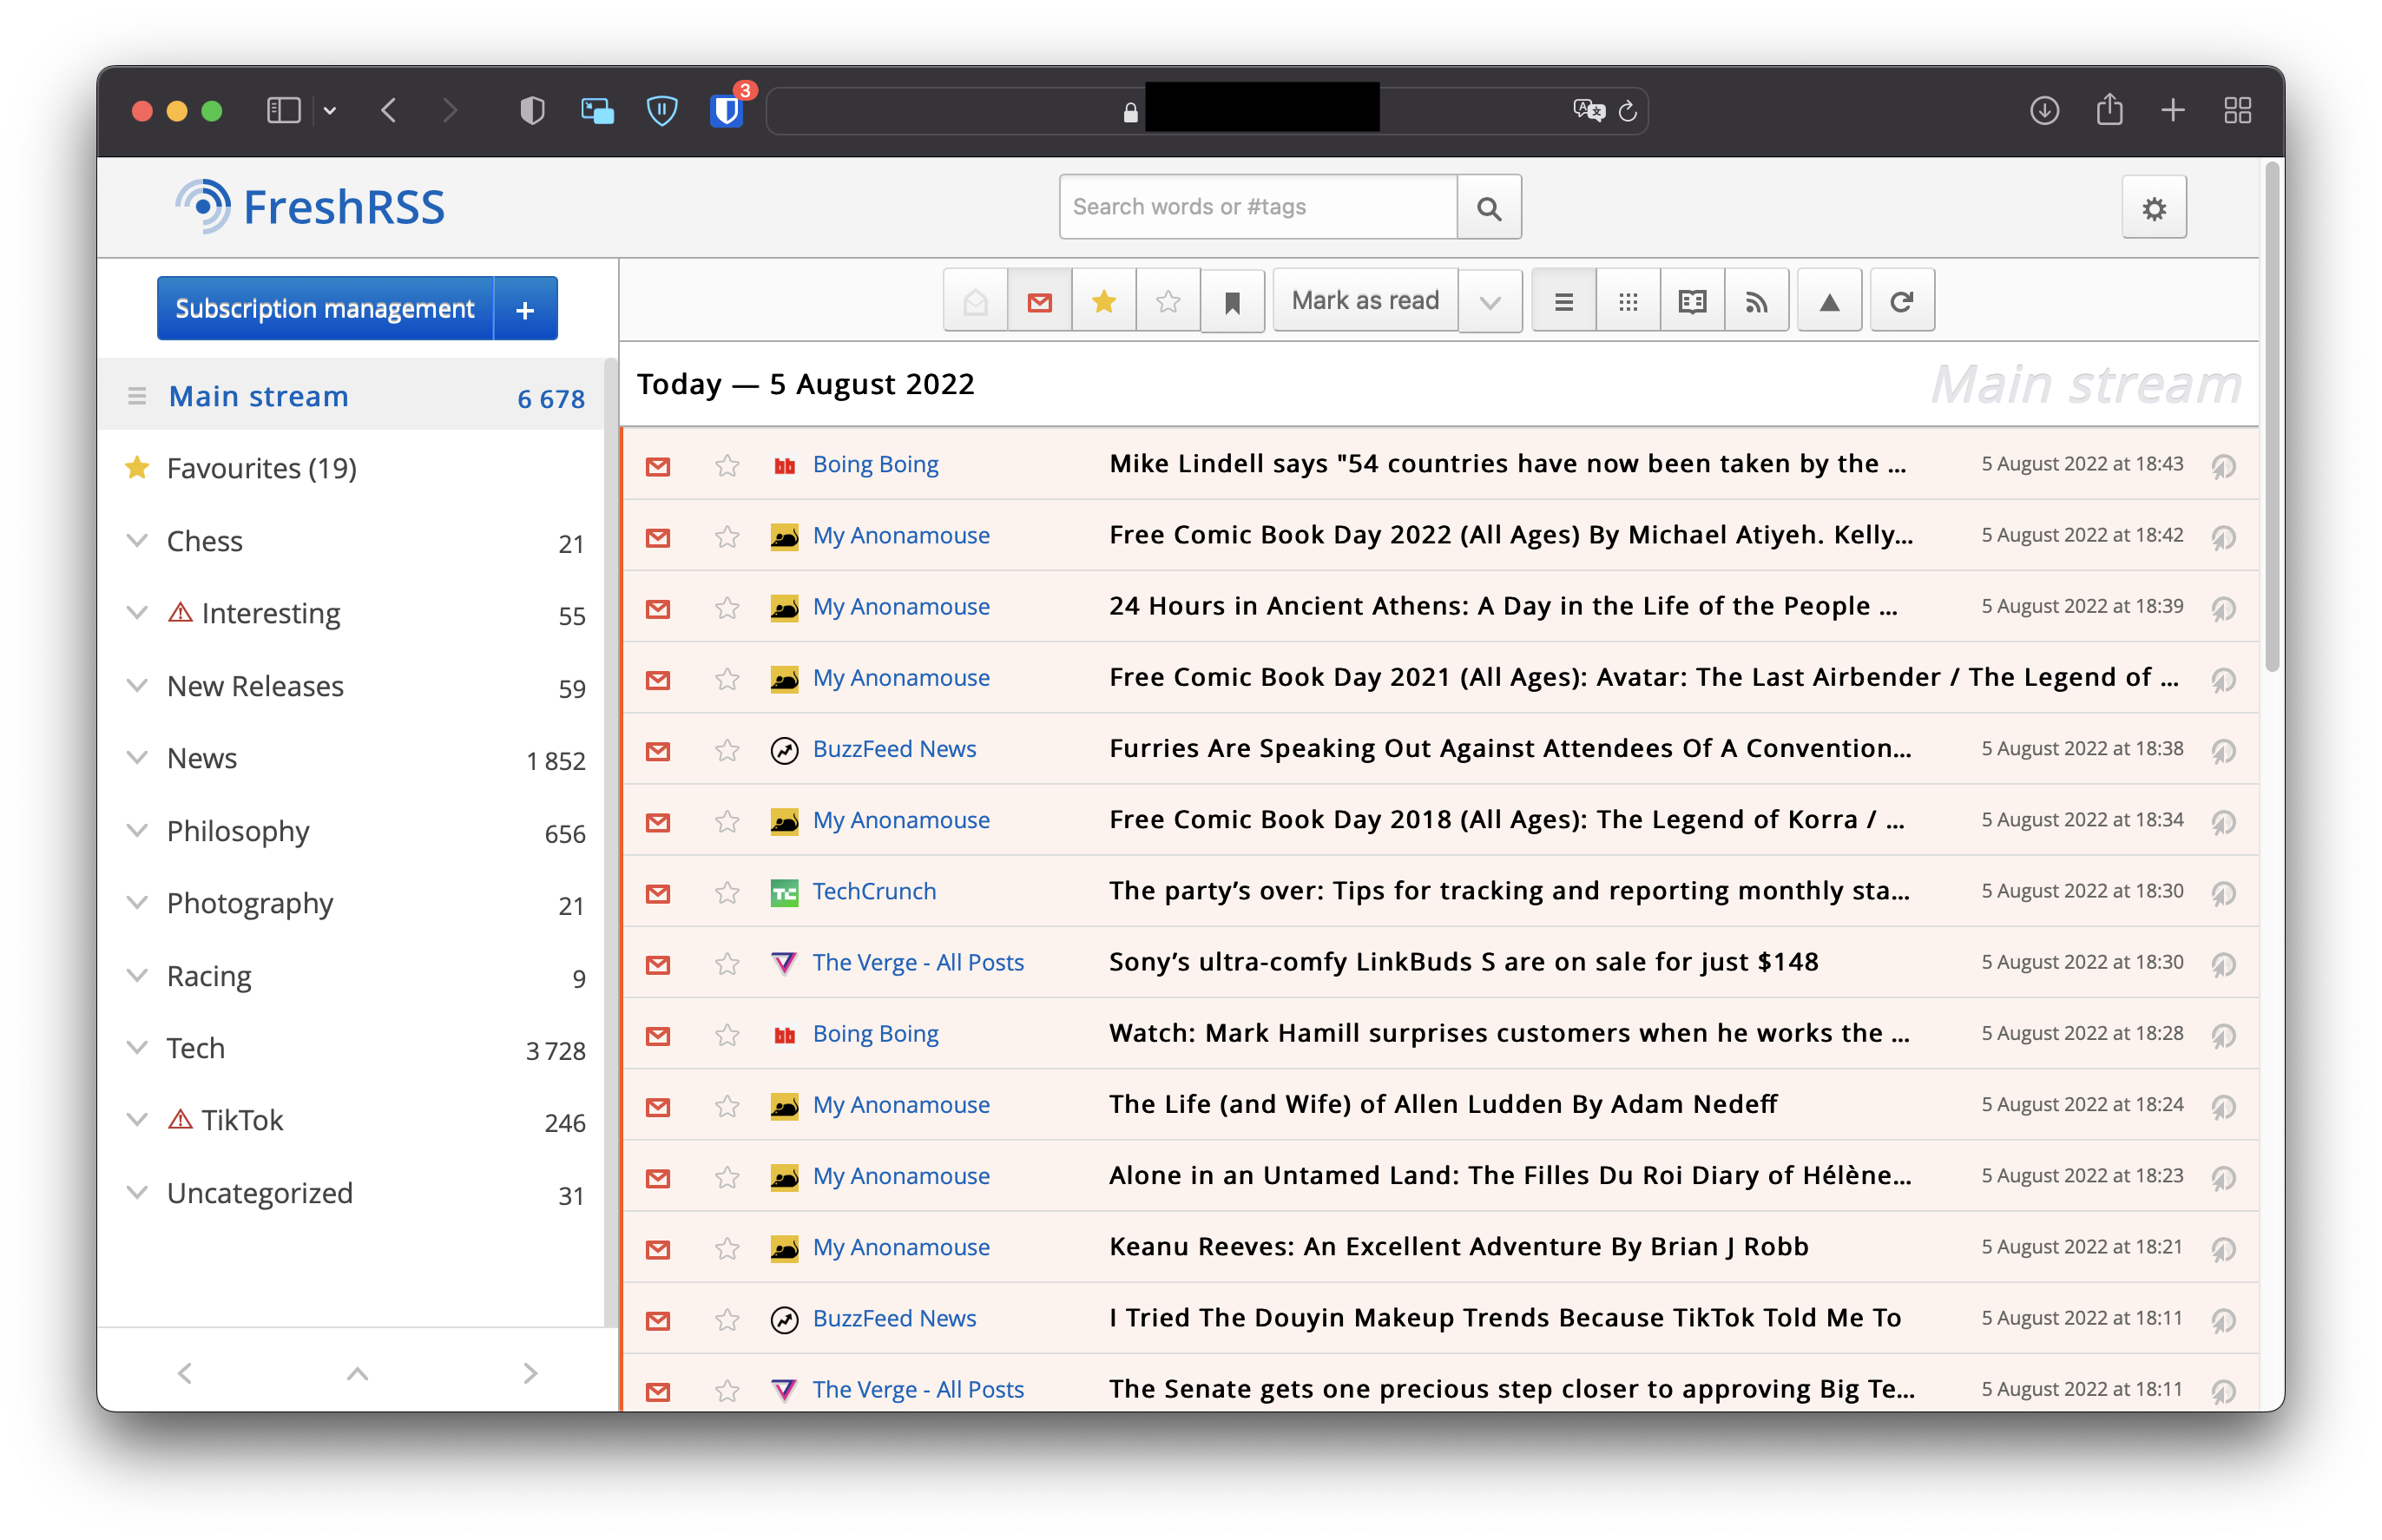 3
FreshRSS
Search words or #tags
Subscription management +
Mark as read
Main stream 6 678
Favourites (19)
Chess 21
Interesting 55
New Releases 59
News 1 852
Philosophy 656
Photography 21
Racing 9
Tech 3 728
TikTok 246
Uncategorized 31
Today — 5 August 2022 Main stream
Boing Boing Mike Lindell says "54 countries have now been taken by the ... 5 August 2022 at 18:43
My Anonamouse Free Comic Book Day 2022 (All Ages) By Michael Atiyeh. Kelly... 5 August 2022 at 18:42
My Anonamouse 24 Hours in Ancient Athens: A Day in the Life of the People ... 5 August 2022 at 18:39
My Anonamouse Free Comic Book Day 2021 (All Ages): Avatar: The Last Airbender / The Legend of ...
BuzzFeed News Furries Are Speaking Out Against Attendees Of A Convention... 5 August 2022 at 18:38
My Anonamouse Free Comic Book Day 2018 (All Ages): The Legend of Korra / ... 5 August 2022 at 18:34
TC TechCrunch The party’s over: Tips for tracking and reporting monthly sta... 5 August 2022 at 18:30
The Verge - All Posts Sony’s ultra-comfy LinkBuds S are on sale for just $148 5 August 2022 at 18:30
Boing Boing Watch: Mark Hamill surprises customers when he works the ... 5 August 2022 at 18:28
My Anonamouse The Life (and Wife) of Allen Ludden By Adam Nedeff 5 August 2022 at 18:24
My Anonamouse Alone in an Untamed Land: The Filles Du Roi Diary of Hélène... 5 August 2022 at 18:23
My Anonamouse Keanu Reeves: An Excellent Adventure By Brian J Robb 5 August 2022 at 18:21
BuzzFeed News I Tried The Douyin Makeup Trends Because TikTok Told Me To 5 August 2022 at 18:11
The Verge - All Posts The Senate gets one precious step closer to approving Big Te... 5 August 2022 at 18:11